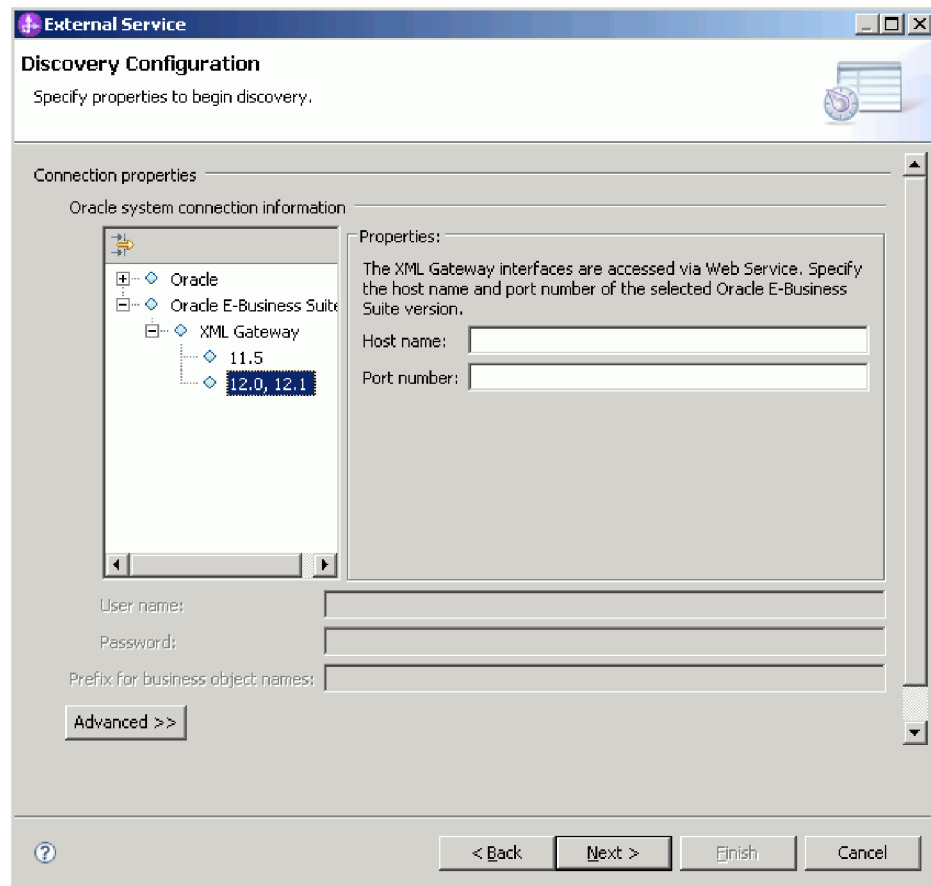 External Service
Discovery Configuration
Specify properties to begin discovery.
Connection properties
Oracle system connection information
Oracle
Oracle E-Business Suite
XML Gateway
11.5
12.0, 12.1
Properties:
The XML Gateway interfaces are accessed via Web Service. Specify
the host name and port number of the selected Oracle E-Business
Suite version.
Host name:
Port number:
User name:
Password:
Prefix for business object names:
Advanced >>
< Back
Next >
Finish
Cancel